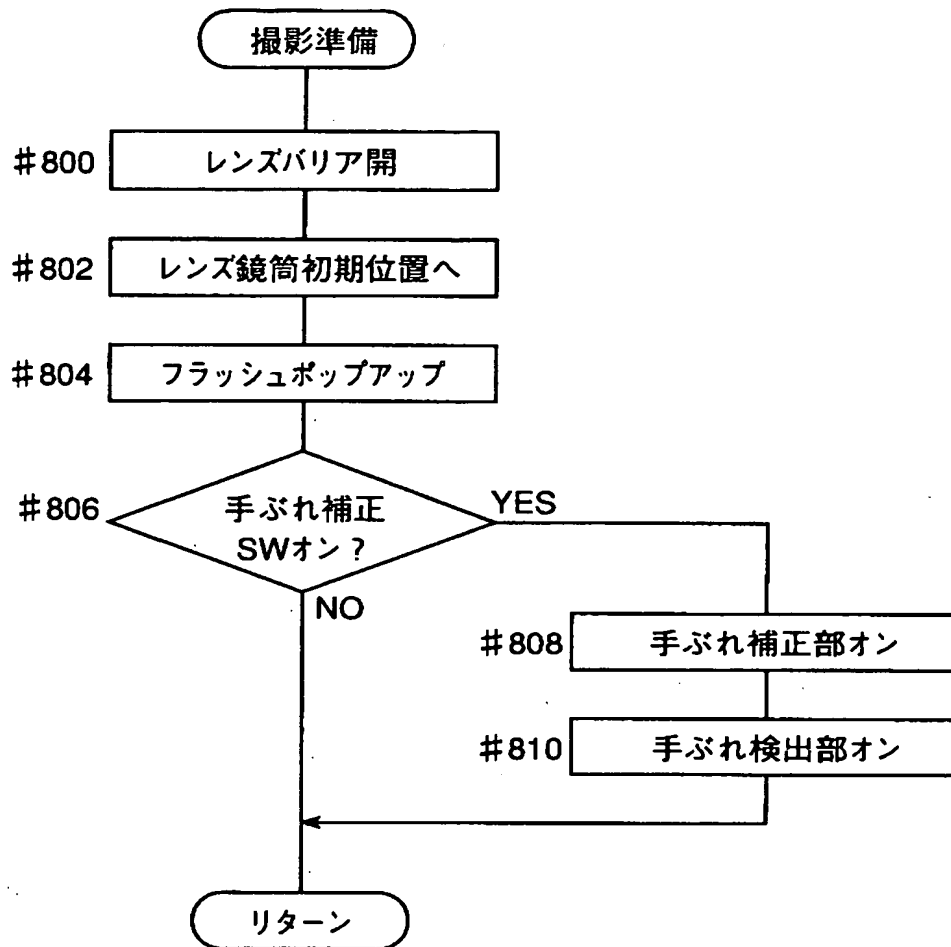 撮影準備
#800 レンズバリア開
#802 レンズ鏡筒初期位置へ
#804 フラッシュポップアップ
#806 手ぶれ補正
SWオン?
YES
NO
#808 手ぶれ補正部オン
#810 手ぶれ検出部オン
リターン